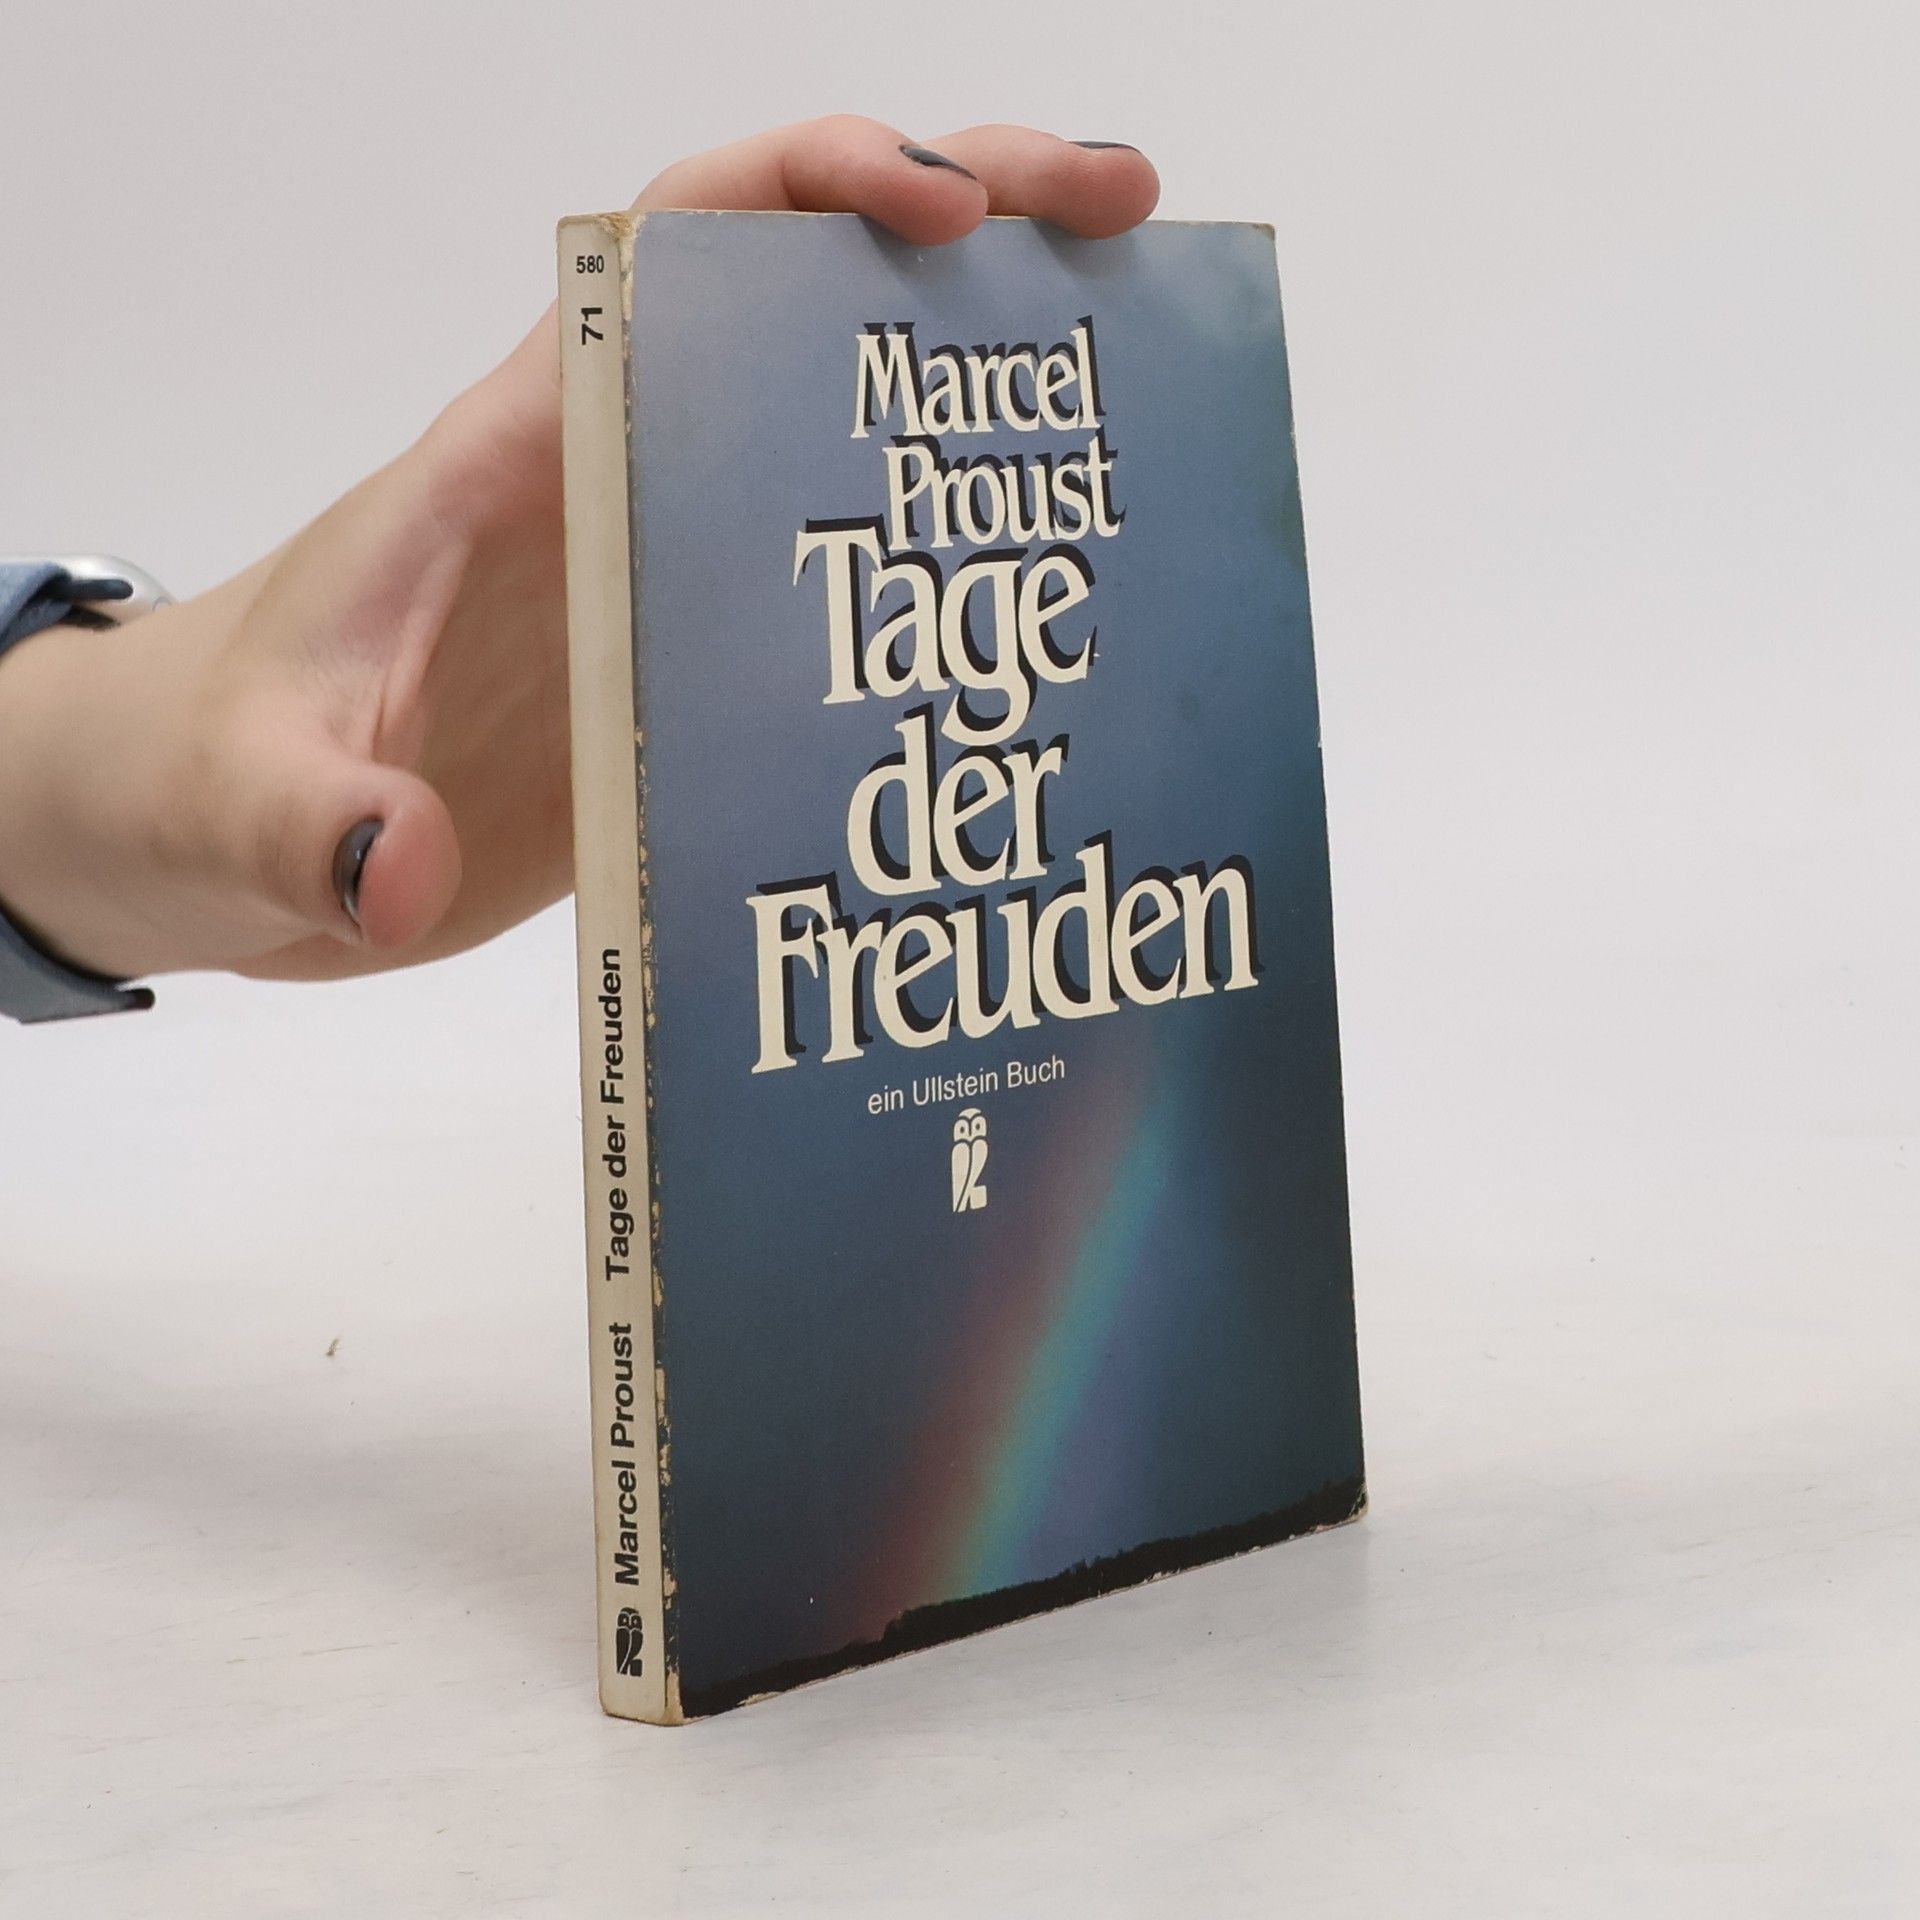 580
71
Marcel Proust Tage der Freuden
Marcel
Proust
Tage
der
Freuden
ein Ullstein Buch